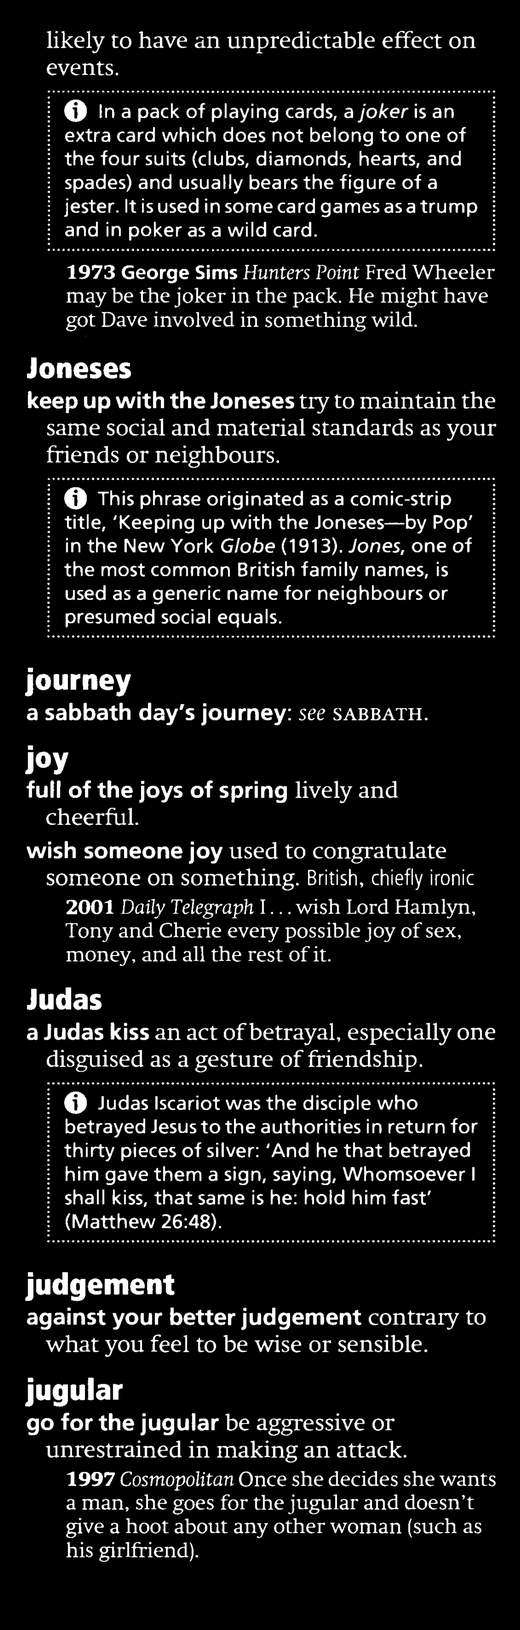 likely to have an unpredictable effect on
events.
In a pack of playing cards, a joker is an
extra card which does not belong to one of
the four suits (clubs, diamonds, hearts, and
spades) and usually bears the figure of a
jester. It is used in some card games as a trump
and in poker as a wild card.
1973 George Sims Hunters Point Fred Wheeler
may be the joker in the pack. He might have
got Dave involved in something wild.
Joneses
keep up with the Joneses try to maintain the
same social and material standards as your
friends or neighbours.
This phrase originated as a comic-strip
title, ‘Keeping up with the Joneses—by Pop’
in the New York Globe (1913). Jones, one of
the most common British family names, is
used as a generic name for neighbours or
presumed social equals.
journey
a sabbath day's journey: see SABBATH.
joy
full of the joys of spring lively and
cheerful.
wish someone joy used to congratulate
someone on something. British, chiefly ironic
2001 Daily Telegraph I... wish Lord Hamlyn,
Tony and Cherie every possible joy of sex,
money, and all the rest of it.
Judas
a Judas kiss an act of betrayal, especially one
disguised as a gesture of friendship.
Judas Iscariot was the disciple who
betrayed Jesus to the authorities in return for
thirty pieces of silver: ‘And he that betrayed
him gave them a sign, saying, Whomsoever I
shall kiss, that same is he: hold him fast’
(Matthew 26:48).
judgement
against your better judgement contrary to
what you feel to be wise or sensible.
jugular
go for the jugular be aggressive or
unrestrained in making an attack.
1997 Cosmopolitan Once she decides she wants
a man, she goes for the jugular and doesn't
give a hoot about any other woman (such as
his girlfriend).